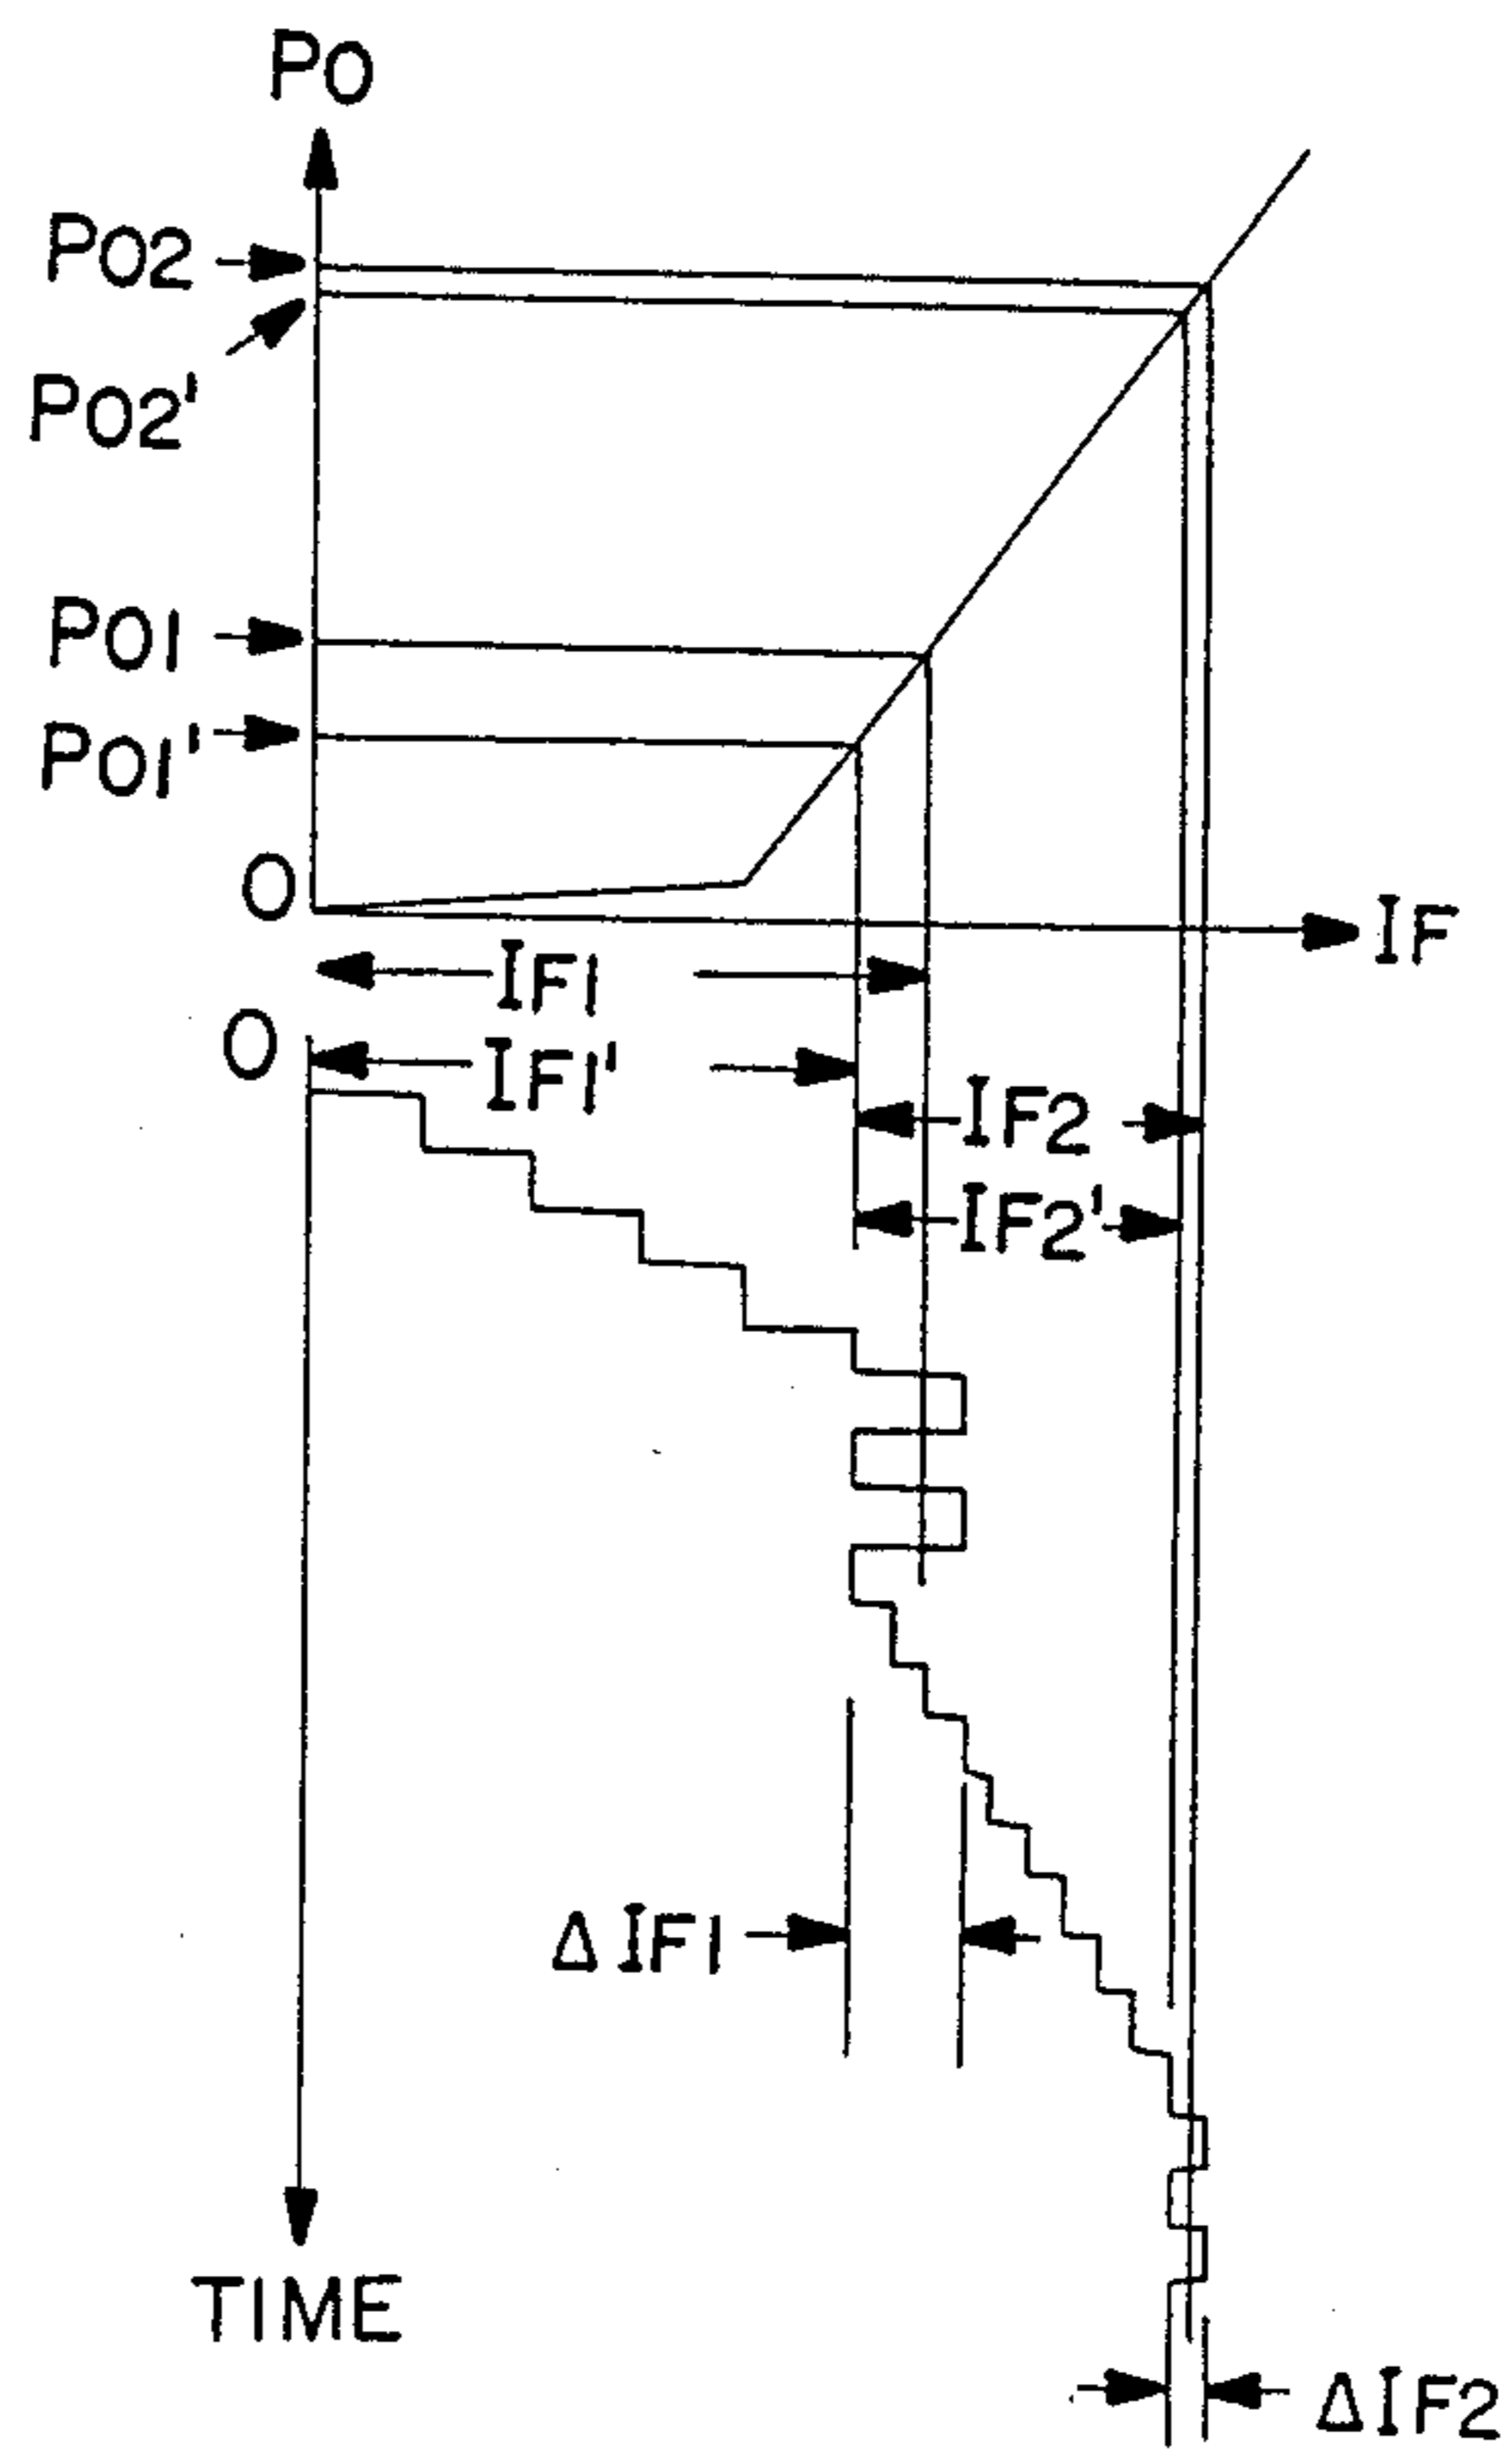 PO
PO2
PO2'
PO1
PO1'
O
IF
IF1
O
IF1'
IF2
IF2'
ΔIF1
TIME
ΔIF2